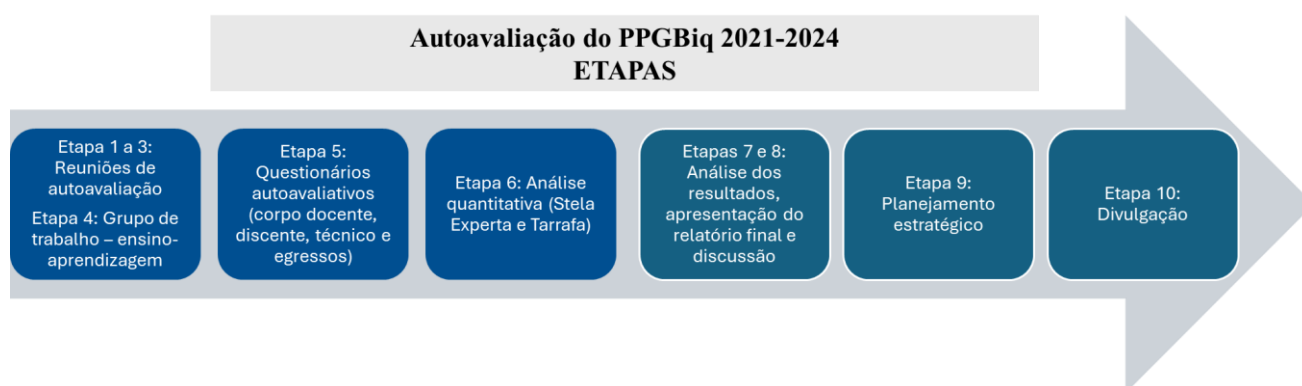 Autoavaliação do PPGBiq 2021-2024
ETAPAS
Etapa 1 a 3:
Reuniões de
autoavaliação
Etapa 4: Grupo de
trabalho – ensino-
aprendizagem
Etapa 5:
Questionários
autoavaliativos
(corpo docente,
discente, técnico e
egressos)
Etapa 6: Análise
quantitativa (Stela
Experta e Tarrafa)
Etapas 7 e 8:
Análise dos
resultados,
apresentação do
relatório final e
discussão
Etapa 9:
Planejamento
estratégico
Etapa 10:
Divulgação